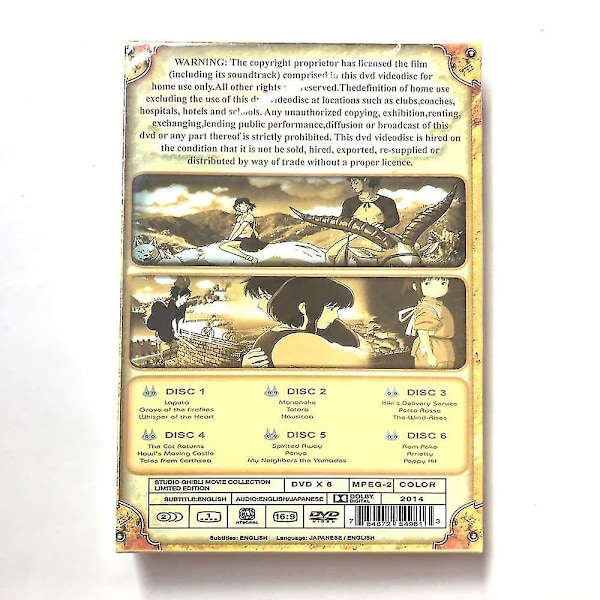 WARNING: The copyright proprietor has licensed the film
(including its soundtrack) comprised in this dvd videodisc for
home use only.All other rights reserved.Thedefinition of home use
excluding the use of this videodisc at locations such as clubs,coaches,
hospitals, hotels and schools. Any unauthorized copying, exhibition,renting,
exchanging,lending public performance,diffusion or broadcast of this
dvd or any part thereof is strictly prohibited. This dvd videodisc is hired on
the condition that it is not be sold, hired, exported, re-supplied or
distributed by way of trade without a proper licence.
DISC 1
Laputa
Grave of the fireflies
Whisper of the Heart
DISC 2
Mononoke
Totoro
Nausicaa
DISC 3
Kiki's Delivery Service
Porco Rosso
The-Wind-Rises
DISC 4
The Cat Returns
Howl's Moving Castle
Tales from Earthsea
DISC 5
Spirited Away
Ponyo
My Neighbors the Yamadas
DISC 6
Pom Poko
Arrietty
Poppy Hill
STUDIO GHIBLI MOVIE COLLECTION
LIMITED EDITION
DVD X 6
MPEG-2
COLOR
SUBTITLE:ENGLISH
AUDIO:ENGLISH/JAPANESE
DOLBY
DIGITAL
2014
2
16:9
DVD
VIDEO
7 84672 54981 3
Subtitles: ENGLISH Language: JAPANESE / ENGLISH